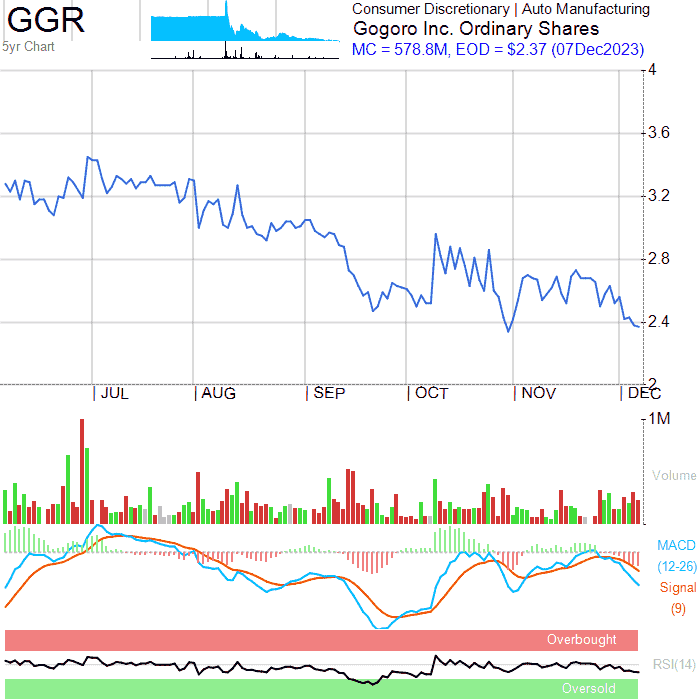 GGR
5yr Chart
Consumer Discretionary | Auto Manufacturing
Gogoro Inc. Ordinary Shares
MC = 578.8M, EOD = $2.37 (07Dec2023)
4
3.6
3.2
2.8
2.4
2
JUL AUG SEP OCT NOV DEC
1M
Volume
MACD
(12-26)
Signal
(9)
Overbought
RSI(14)
Oversold